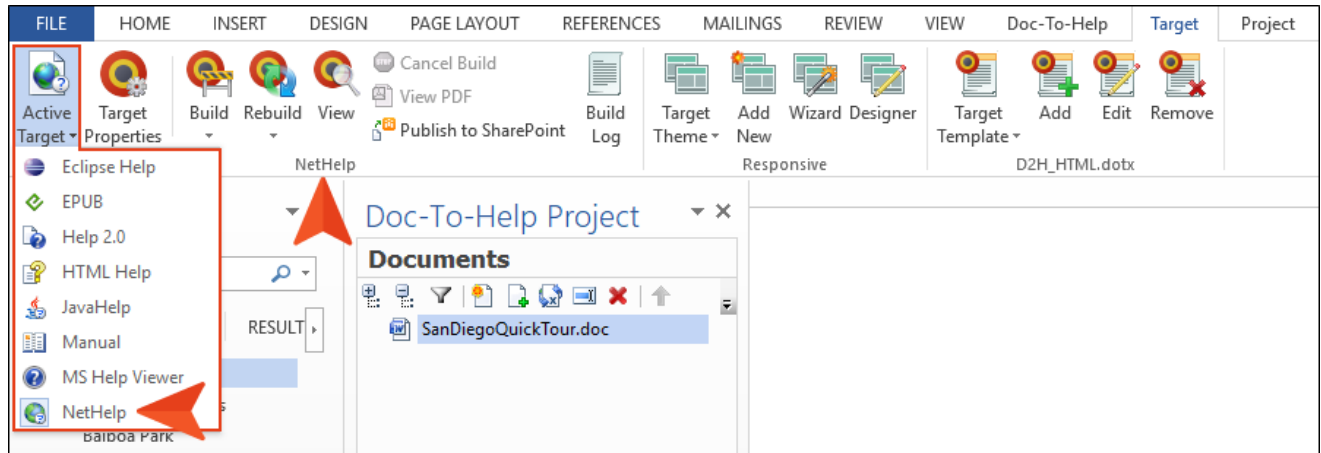 FILE HOME INSERT DESIGN PAGE LAYOUT REFERENCES MAILINGS REVIEW VIEW Doc-To-Help Target Project
Active Target
Target Properties
Build
Rebuild
View
Cancel Build
View PDF
Publish to SharePoint
Build Log
Target Theme
Add New
Wizard
Designer
Target Template
Add
Edit
Remove
NetHelp
Responsive
D2H_HTML.dotx
Eclipse Help
EPUB
Help 2.0
HTML Help
JavaHelp
Manual
MS Help Viewer
NetHelp
RESULT
Balboa Park
Doc-To-Help Project
Documents
SanDiegoQuickTour.doc